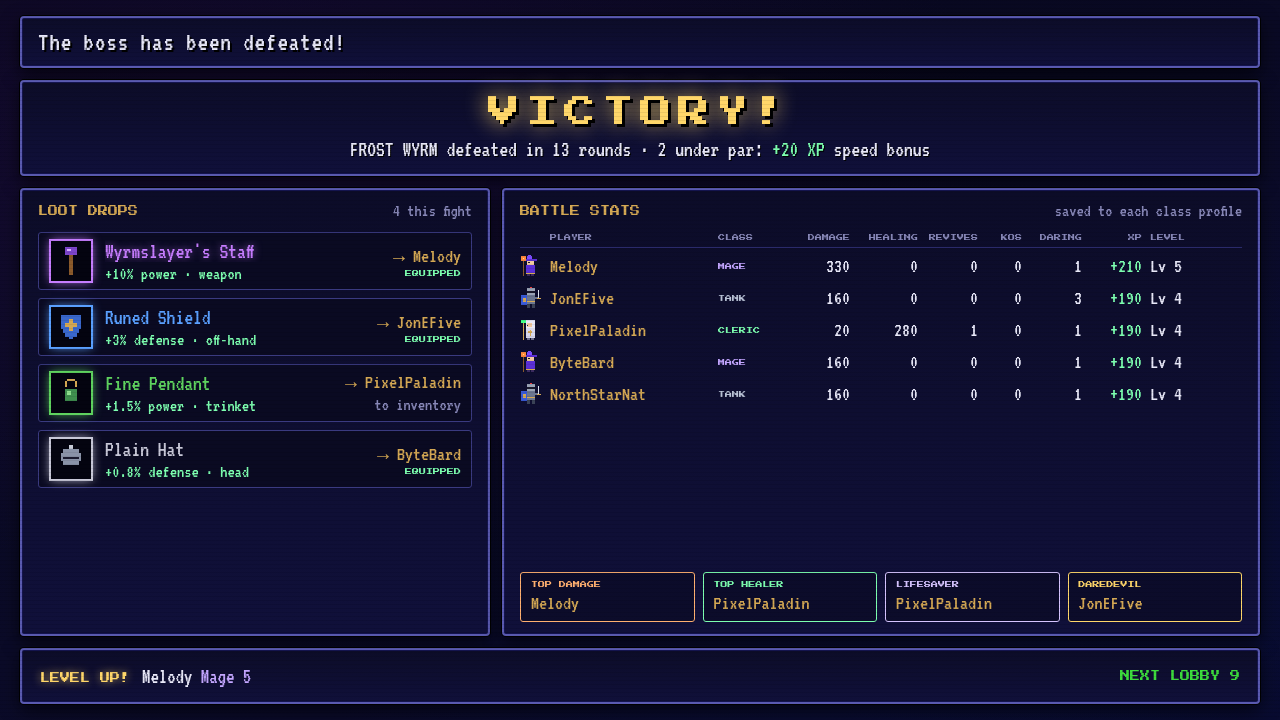 The boss has been defeated!
VICTORY!
FROST WYRM defeated in 13 rounds · 2 under par: +20 XP speed bonus
LOOT DROPS 4 this fight
Wyrmslayer's Staff → Melody
+10% power · weapon EQUIPPED
Runed Shield → JonEFive
+3% defense · off-hand EQUIPPED
Fine Pendant → PixelPaladin
+1.5% power · trinket to inventory
Plain Hat → ByteBard
+0.8% defense · head EQUIPPED
BATTLE STATS saved to each class profile
PLAYER CLASS DAMAGE HEALING REVIVES KOS DARING XP LEVEL
Melody MAGE 330 0 0 0 1 +210 Lv 5
JonEFive TANK 160 0 0 0 3 +190 Lv 4
PixelPaladin CLERIC 20 280 1 0 1 +190 Lv 4
ByteBard MAGE 160 0 0 0 1 +190 Lv 4
NorthStarNat TANK 160 0 0 0 1 +190 Lv 4
TOP DAMAGE
Melody
TOP HEALER
PixelPaladin
LIFESAVER
PixelPaladin
DAREDEVIL
JonEFive
LEVEL UP! Melody Mage 5
NEXT LOBBY 9